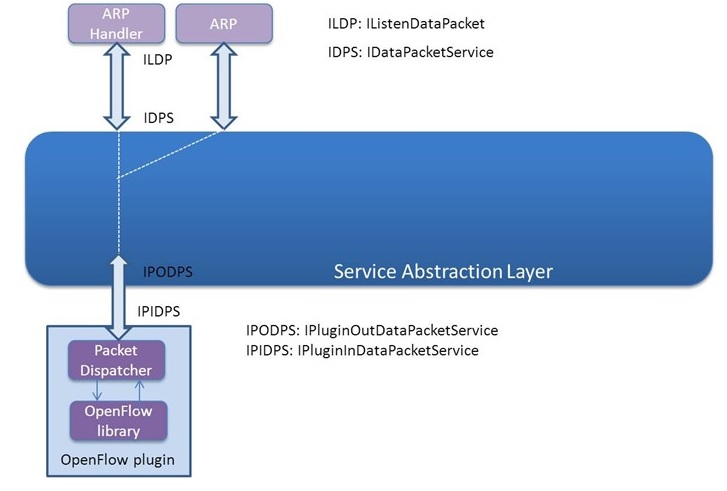 ARP
Handler
ARP
ILDP: IListenDataPacket
IDPS: IDataPacketService
ILDP
IDPS
IPODPS
Service Abstraction Layer
IPIDPS
IPODPS: IPluginOutDataPacketService
IPIDPS: IPluginInDataPacketService
Packet
Dispatcher
OpenFlow
library
OpenFlow plugin